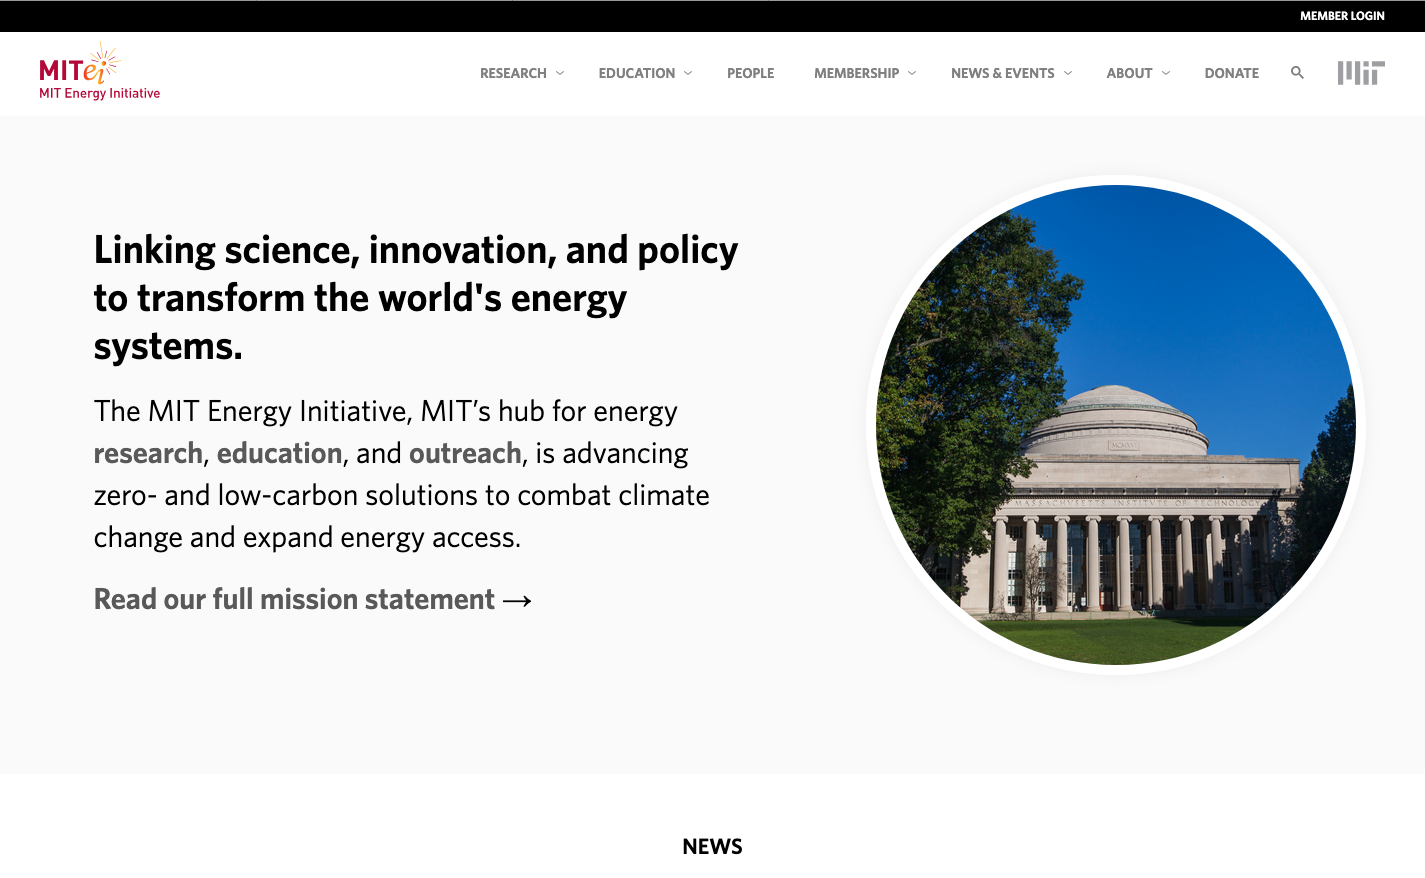 MEMBER LOGIN
MITei
MIT Energy Initiative
RESEARCH EDUCATION PEOPLE MEMBERSHIP NEWS & EVENTS ABOUT DONATE
MIT
Linking science, innovation, and policy
to transform the world's energy
systems.
The MIT Energy Initiative, MIT’s hub for energy
research, education, and outreach, is advancing
zero- and low-carbon solutions to combat climate
change and expand energy access.
Read our full mission statement →
MCMXVI
MASSACHVSETTS INSTITVTE OF TECHNOLOGY
NEWS